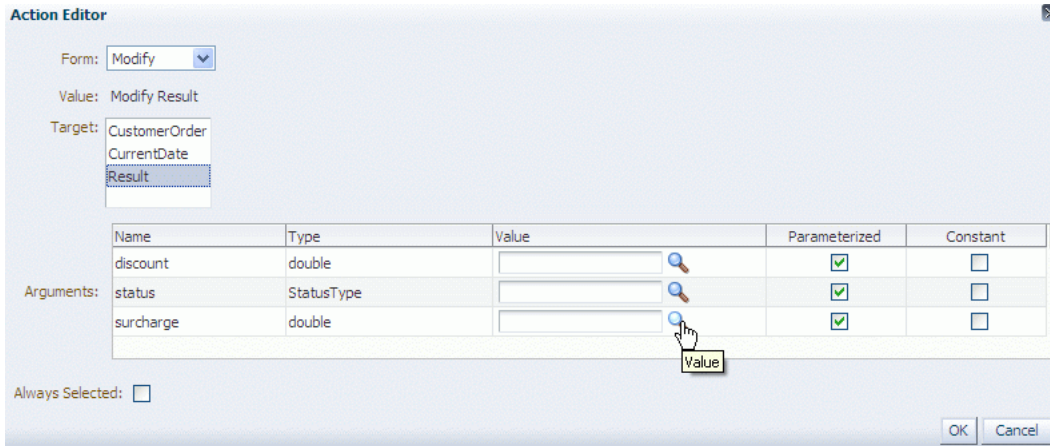 Action Editor
Form: Modify
Value: Modify Result
Target: CustomerOrder
CurrentDate
Result
Name Type Value Parameterized Constant
discount double
Arguments: status StatusType
surcharge double
Value
Always Selected:
OK Cancel